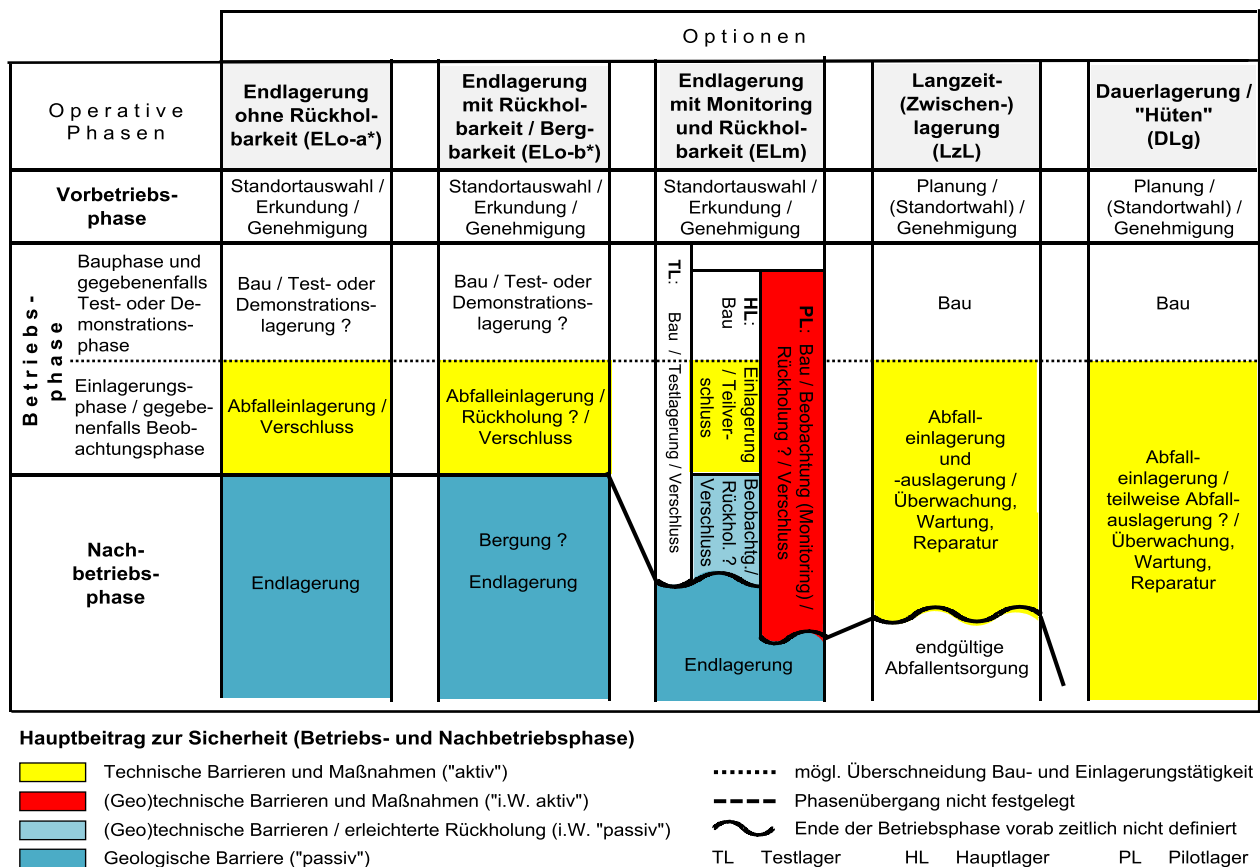 Optionen
Operative
Phasen
Endlagerung
ohne Rückhol-
barkeit (ELo-a*)
Endlagerung
mit Rückhol-
barkeit / Berg-
barkeit (ELo-b*)
Endlagerung
mit Monitoring
und Rückhol-
barkeit (ELm)
Langzeit-
(Zwischen-)
lagerung
(LzL)
Dauerlagerung /
"Hüten"
(DLg)
Vorbetriebs-
phase
Standortauswahl /
Erkundung /
Genehmigung
Standortauswahl /
Erkundung /
Genehmigung
Standortauswahl /
Erkundung /
Genehmigung
Planung /
(Standortwahl) /
Genehmigung
Planung /
(Standortwahl) /
Genehmigung
Betriebs-
phase
Bauphase und
gegebenenfalls
Test- oder De-
monstrations-
phase
Bau / Test- oder
Demonstrations-
lagerung ?
Bau / Test- oder
Demonstrations-
lagerung ?
TL: Bau / Testlagerung / Verschluss
HL:
Bau
PL: Bau / Beobachtung (Monitoring) /
Rückholung ? / Verschluss
Bau
Bau
Einlagerungs-
phase / gegebe-
nenfalls Beob-
achtungsphase
Abfalleinlagerung /
Verschluss
Abfalleinlagerung /
Rückholung ? /
Verschluss
Einlagerung
/ Teilver-
schluss
Abfall-
einlagerung
und
-auslagerung /
Überwachung,
Wartung,
Reparatur
Abfall-
einlagerung /
teilweise Abfall-
auslagerung ? /
Überwachung,
Wartung,
Reparatur
Nach-
betriebs-
phase
Endlagerung
Bergung ?
Endlagerung
Beobachtg./
Rückhol. ?
Verschluss
Endlagerung
endgültige
Abfallentsorgung
Hauptbeitrag zur Sicherheit (Betriebs- und Nachbetriebsphase)
Technische Barrieren und Maßnahmen ("aktiv")
(Geo)technische Barrieren und Maßnahmen ("i.W. aktiv")
(Geo)technische Barrieren / erleichterte Rückholung (i.W. "passiv")
Geologische Barriere ("passiv")
mögl. Überschneidung Bau- und Einlagerungstätigkeit
Phasenübergang nicht festgelegt
Ende der Betriebsphase vorab zeitlich nicht definiert
TL Testlager HL Hauptlager PL Pilotlager